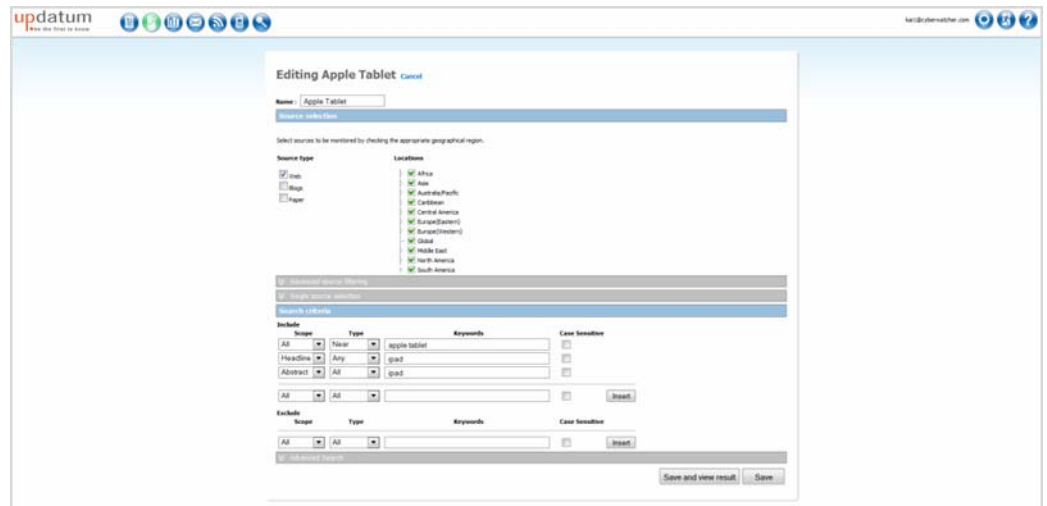 updatum
Be the first to know
kari@cyberwatcher.com
Editing Apple Tablet Cancel
Name : Apple Tablet
Source selection
Select sources to be monitored by checking the appropriate geographical region.
Source type Locations
Web
Blogs
Paper
Africa
Asia
Australia/Pacific
Caribbean
Central America
Europe(Eastern)
Europe(Western)
Global
Middle East
North America
South America
Advanced source filtering
Single source selection
Search criteria
Include
Scope Type Keywords Case Sensitive
All Near apple tablet
Headline Any ipad
Abstract All ipad
All All Insert
Exclude
Scope Type Keywords Case Sensitive
All All Insert
Advanced Search
Save and view result Save